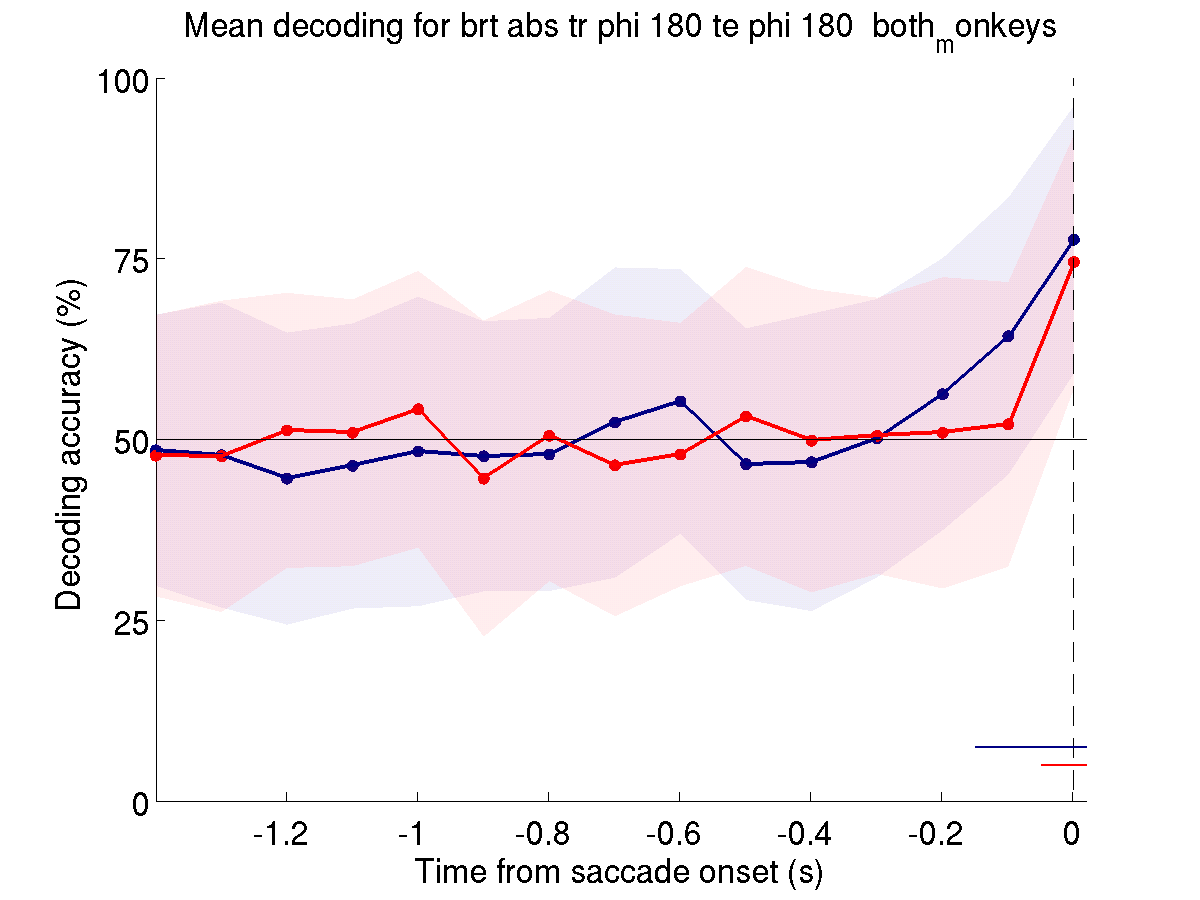 Mean decoding for brt abs tr phi 180 te phi 180  both_monkeys
100
75
50
25
0
Decoding accuracy (%)
-1.2 -1 -0.8 -0.6 -0.4 -0.2 0
Time from saccade onset (s)